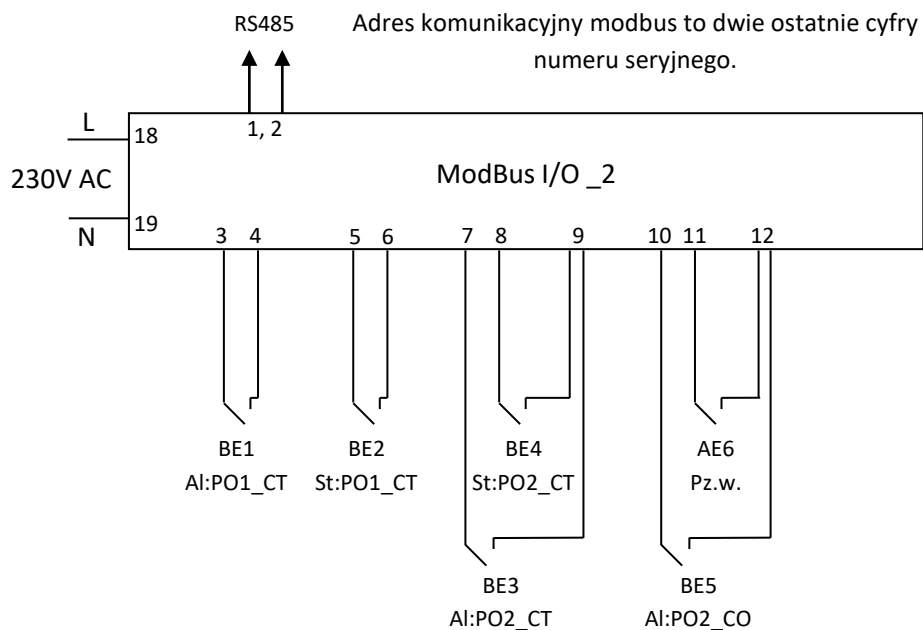 RS485
Adres komunikacyjny modbus to dwie ostatnie cyfry
numeru seryjnego.
L
18
1, 2
230V AC
ModBus I/O _2
N
19
3 4 5 6 7 8 9 10 11 12
BE1 BE2 BE4 AE6
Al:PO1_CT St:PO1_CT St:PO2_CT Pz.w.
BE3 BE5
Al:PO2_CT Al:PO2_CO